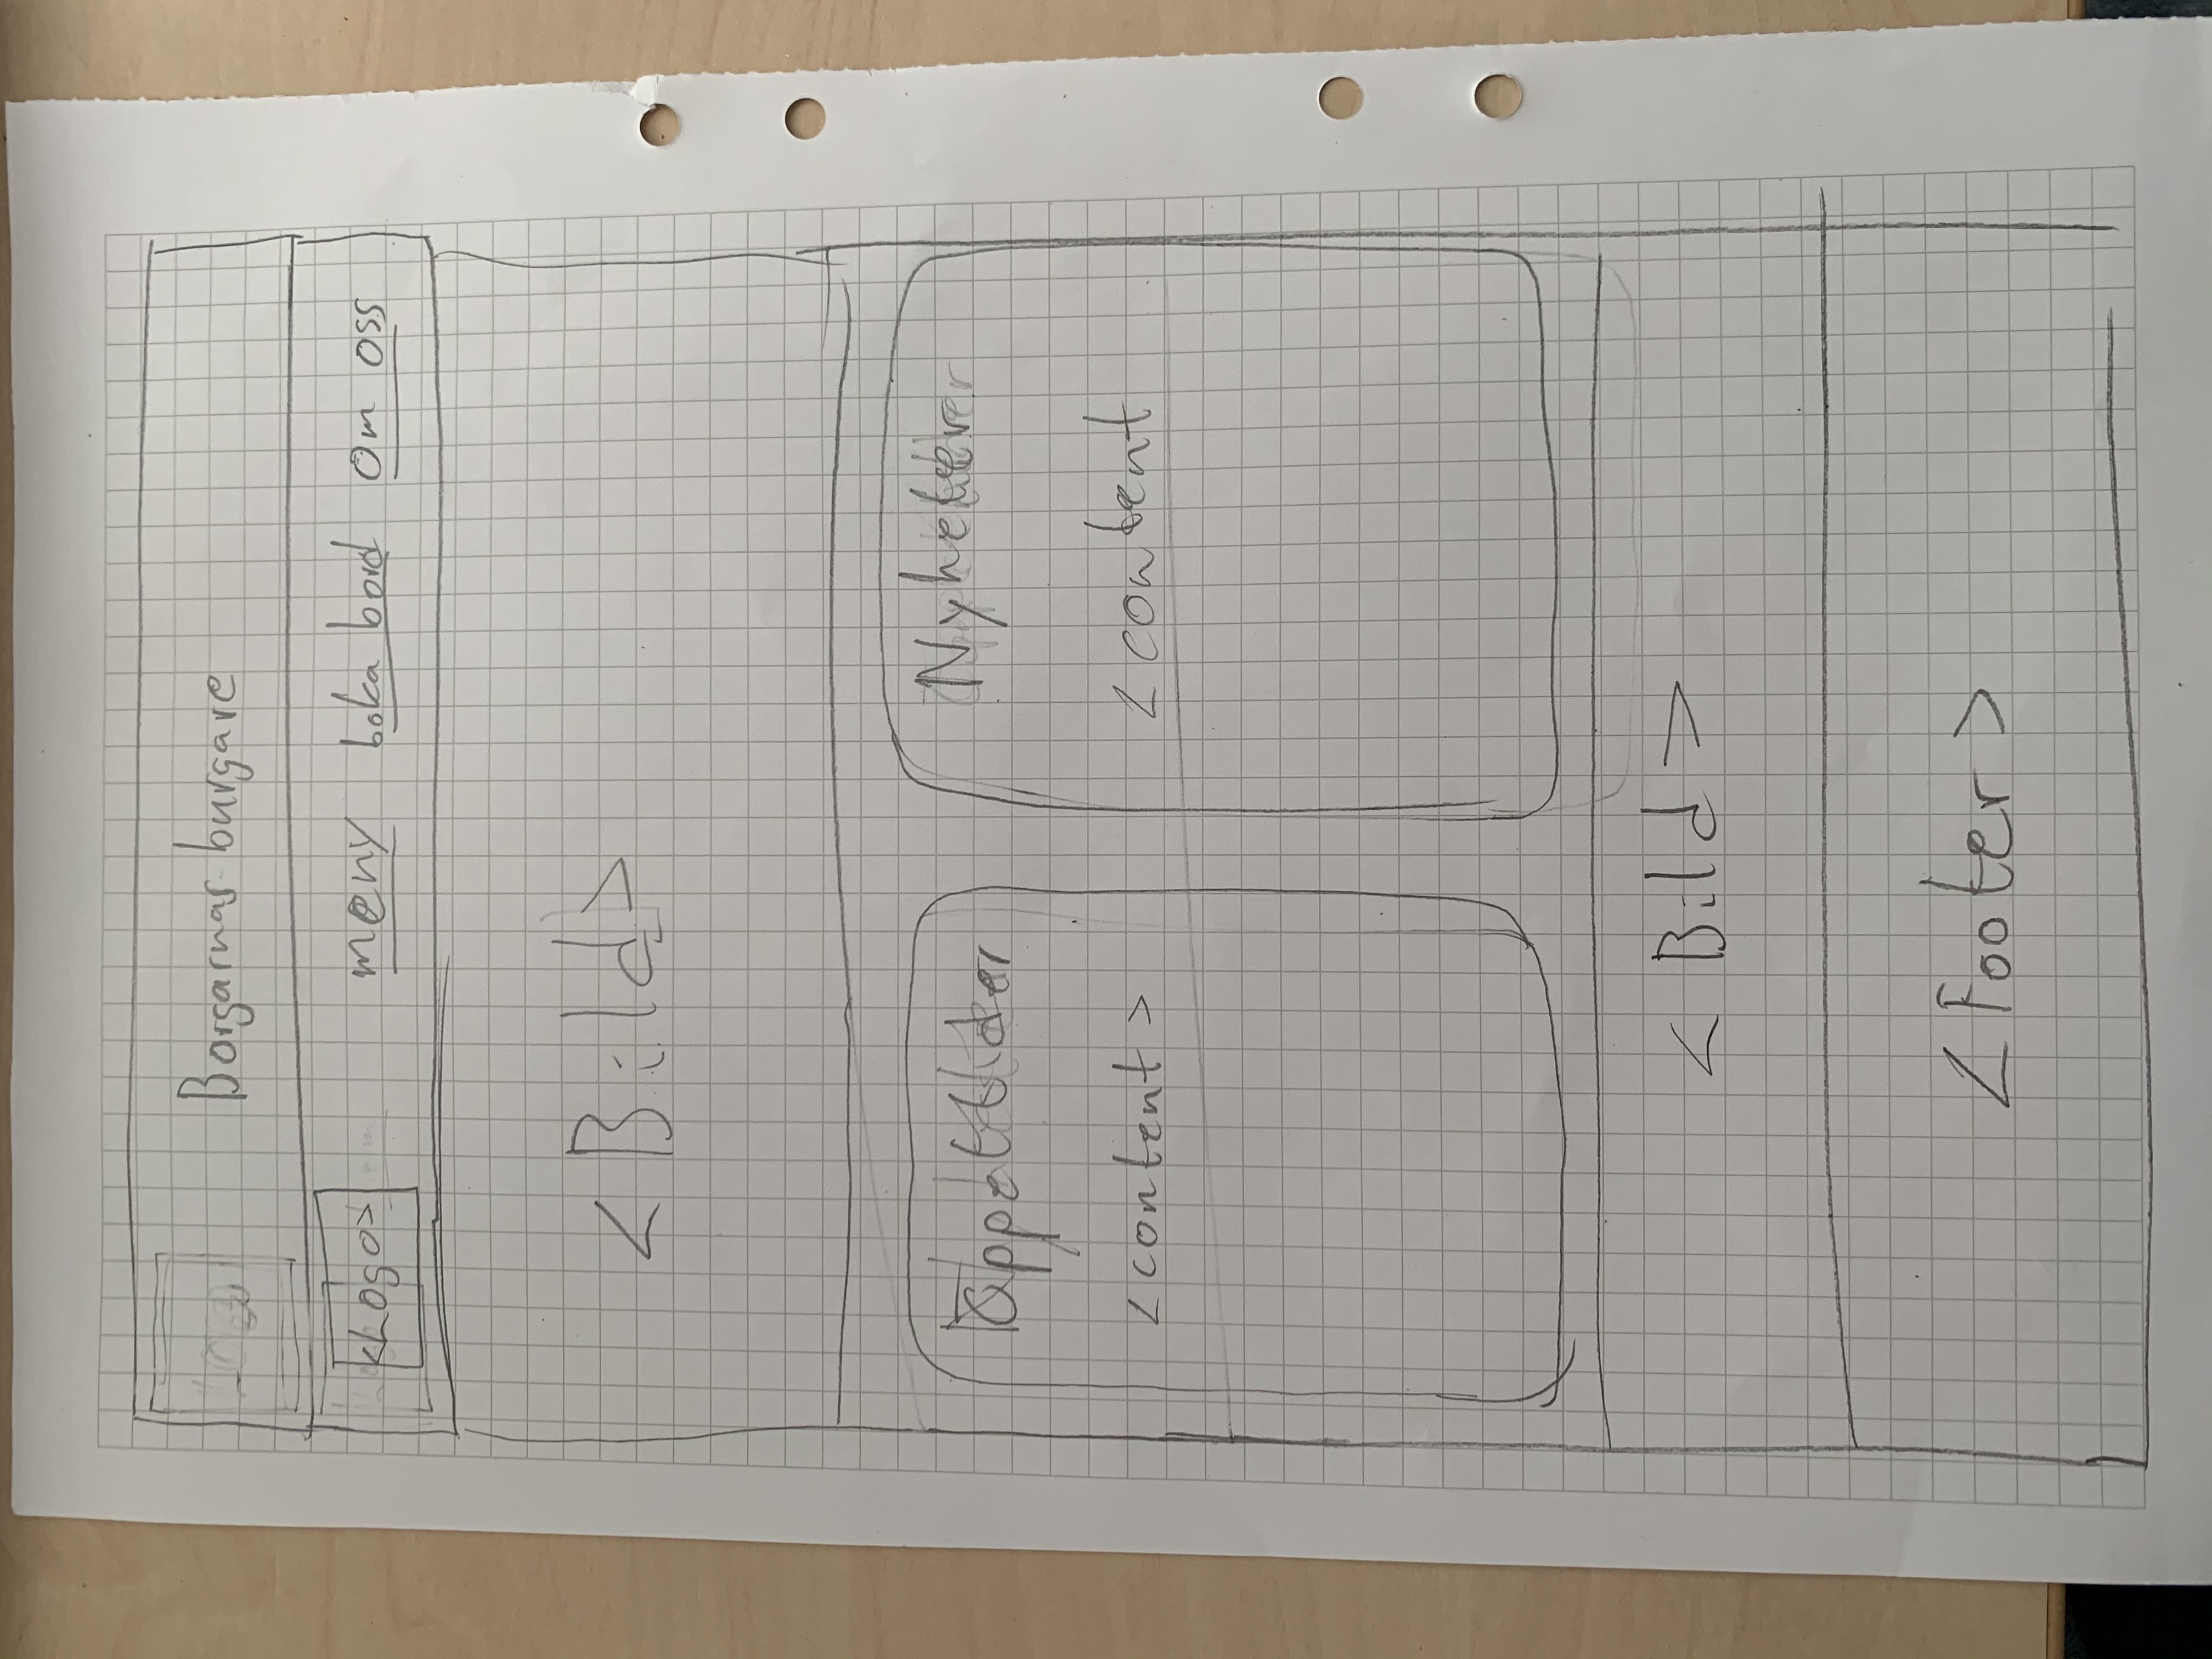 Borgarnas burgare
<Logo> meny boka bord Om oss
<Bild>
Öppettider
Nyheter
<content>
<content
<Bild>
<Footer>